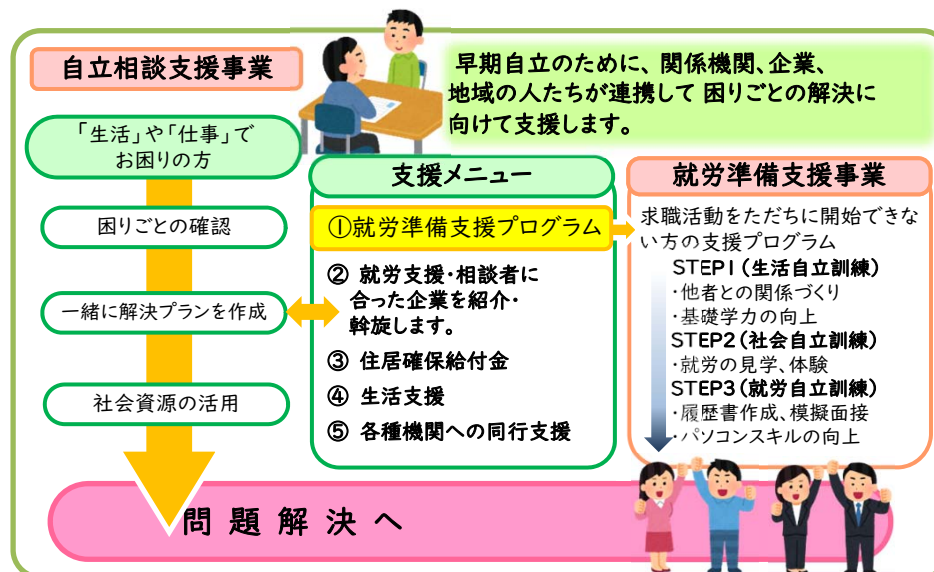 自立相談支援事業
早期自立のために、関係機関、企業、
地域の人たちが連携して 困りごとの解決に
向けて支援します。
「生活」や「仕事」で
お困りの方
困りごとの確認
一緒に解決プランを作成
社会資源の活用
支援メニュー
①就労準備支援プログラム
② 就労支援・相談者に
合った企業を紹介・
斡旋します。
③ 住居確保給付金
④ 生活支援
⑤ 各種機関への同行支援
就労準備支援事業
求職活動をただちに開始できな
い方の支援プログラム
STEP1(生活自立訓練)
・他者との関係づくり
・基礎学力の向上
STEP2(社会自立訓練)
・就労の見学、体験
STEP3(就労自立訓練)
・履歴書作成、模擬面接
・パソコンスキルの向上
問題解決へ